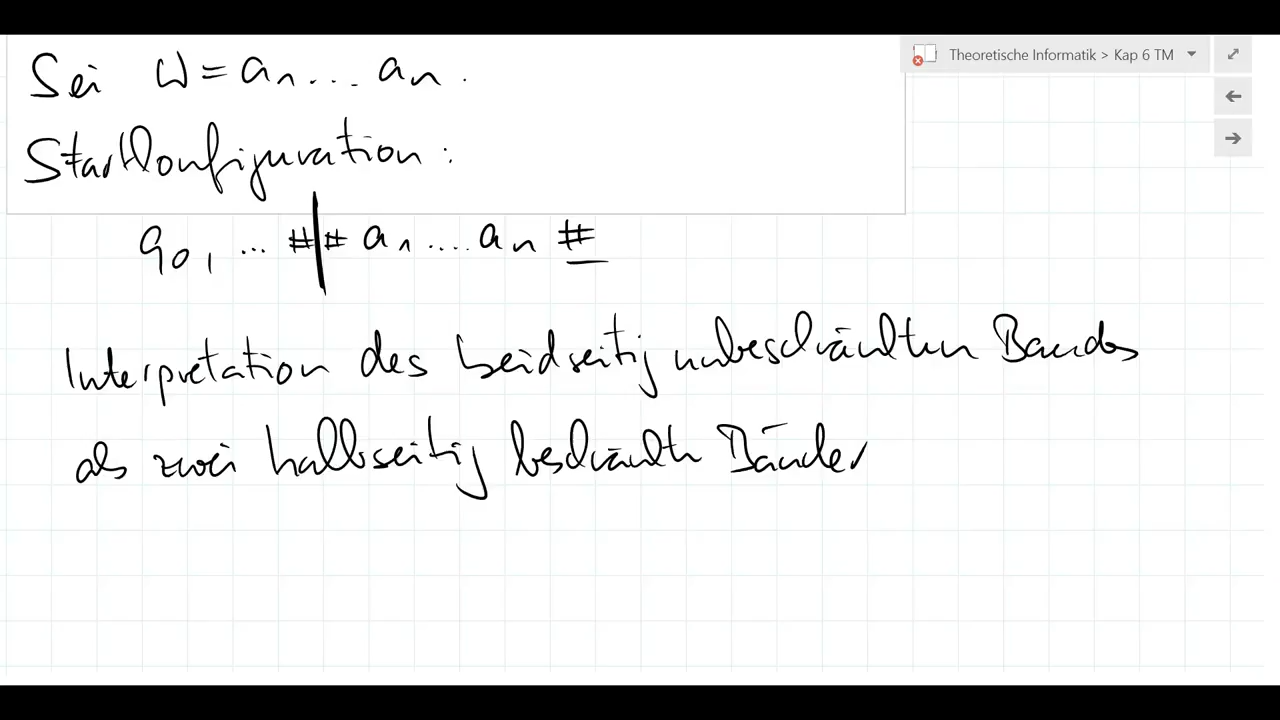 Theoretische Informatik > Kap 6 TM
Sei w = a₁ ... aₙ .
Startkonfiguration :
q₀, ... # | # a₁ .... aₙ #
Interpretation des beidseitig unbeschränkten Bandes
als zwei halbseitig beschränkte Bänder